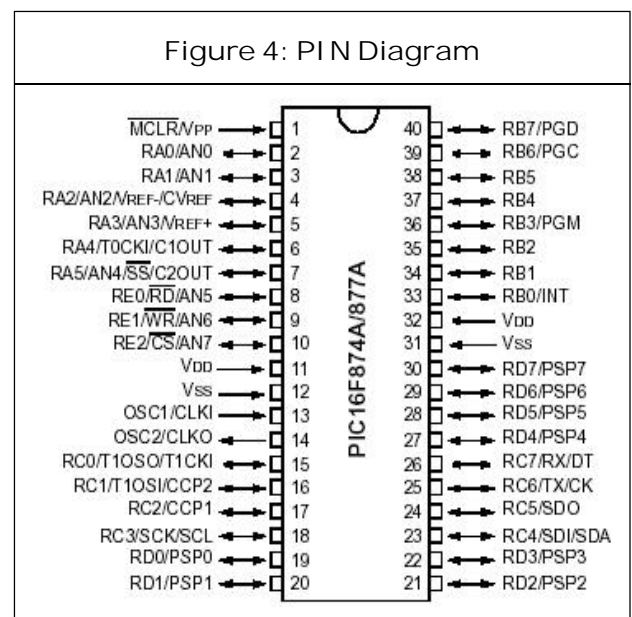 Figure 4: PIN Diagram
MCLR/VPP 1
RA0/AN0 2
RA1/AN1 3
RA2/AN2/VREF-/CVREF 4
RA3/AN3/VREF+ 5
RA4/T0CKI/C1OUT 6
RA5/AN4/SS/C2OUT 7
RE0/RD/AN5 8
RE1/WR/AN6 9
RE2/CS/AN7 10
VDD 11
VSS 12
OSC1/CLKI 13
OSC2/CLKO 14
RC0/T1OSO/T1CKI 15
RC1/T1OSI/CCP2 16
RC2/CCP1 17
RC3/SCK/SCL 18
RD0/PSP0 19
RD1/PSP1 20
PIC16F874A/877A
40 RB7/PGD
39 RB6/PGC
38 RB5
37 RB4
36 RB3/PGM
35 RB2
34 RB1
33 RB0/INT
32 VDD
31 VSS
30 RD7/PSP7
29 RD6/PSP6
28 RD5/PSP5
27 RD4/PSP4
26 RC7/RX/DT
25 RC6/TX/CK
24 RC5/SDO
23 RC4/SDI/SDA
22 RD3/PSP3
21 RD2/PSP2